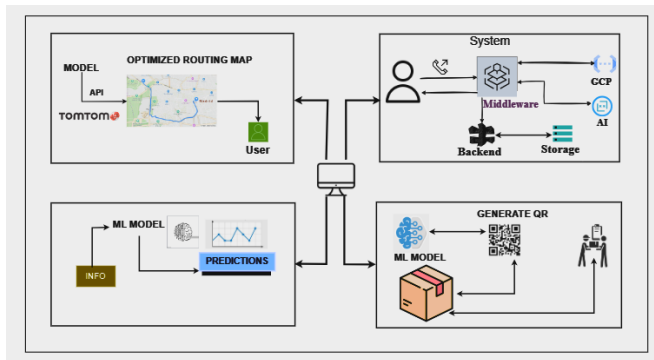 OPTIMIZED ROUTING MAP
MODEL
API
TOMTOM
User
System
GCP
Middleware
AI
Backend
Storage
ML MODEL
INFO
PREDICTIONS
GENERATE QR
ML MODEL